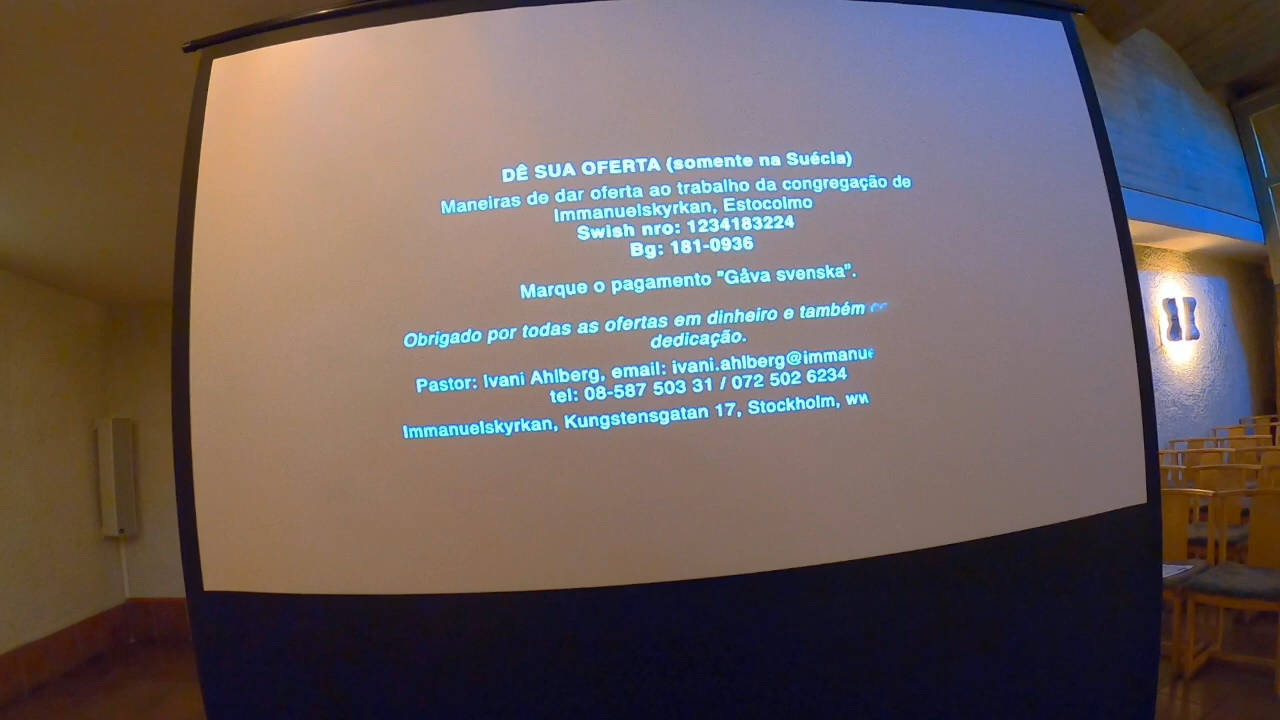 DÊ SUA OFERTA (somente na Suécia)
Maneiras de dar oferta ao trabalho da congregação de
Immanuelskyrkan, Estocolmo
Swish nro: 1234183224
Bg: 181-0936
Marque o pagamento "Gåva svenska".
Obrigado por todas as ofertas em dinheiro e também
dedicação.
Pastor: Ivani Ahlberg, email: ivani.ahlberg@immanue
tel: 08-587 503 31 / 072 502 6234
Immanuelskyrkan, Kungstensgatan 17, Stockholm,